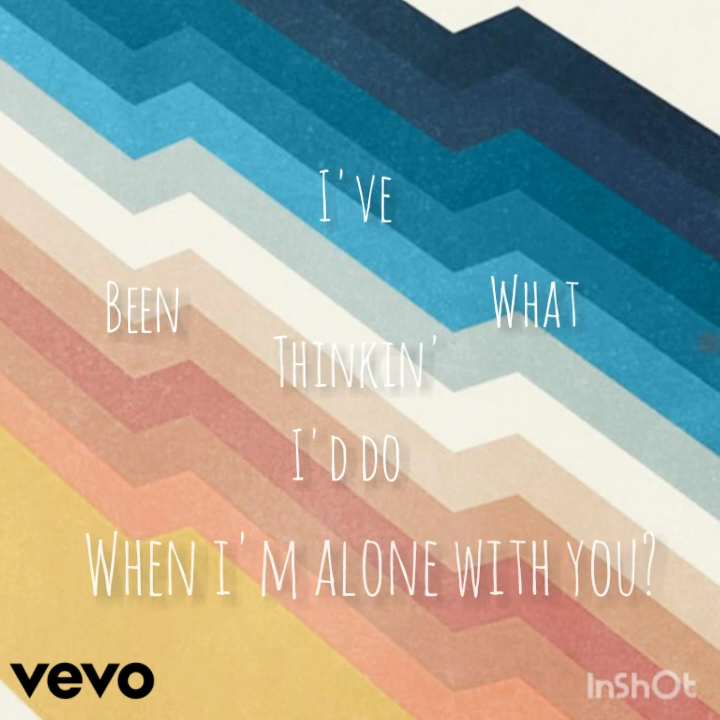 I've
Been
What
Thinkin'
I'd do
When i'm alone with you?
vevo
InShOt